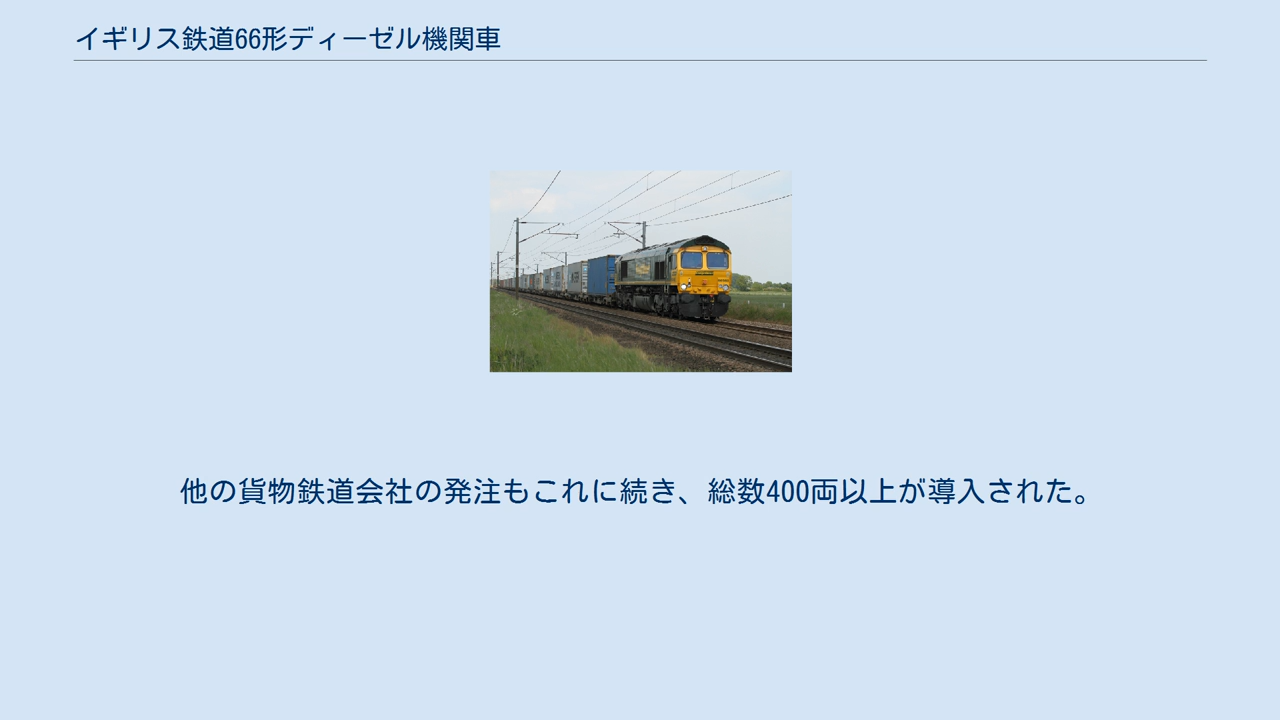 イギリス鉄道66形ディーゼル機関車
他の貨物鉄道会社の発注もこれに続き、総数400両以上が導入された。